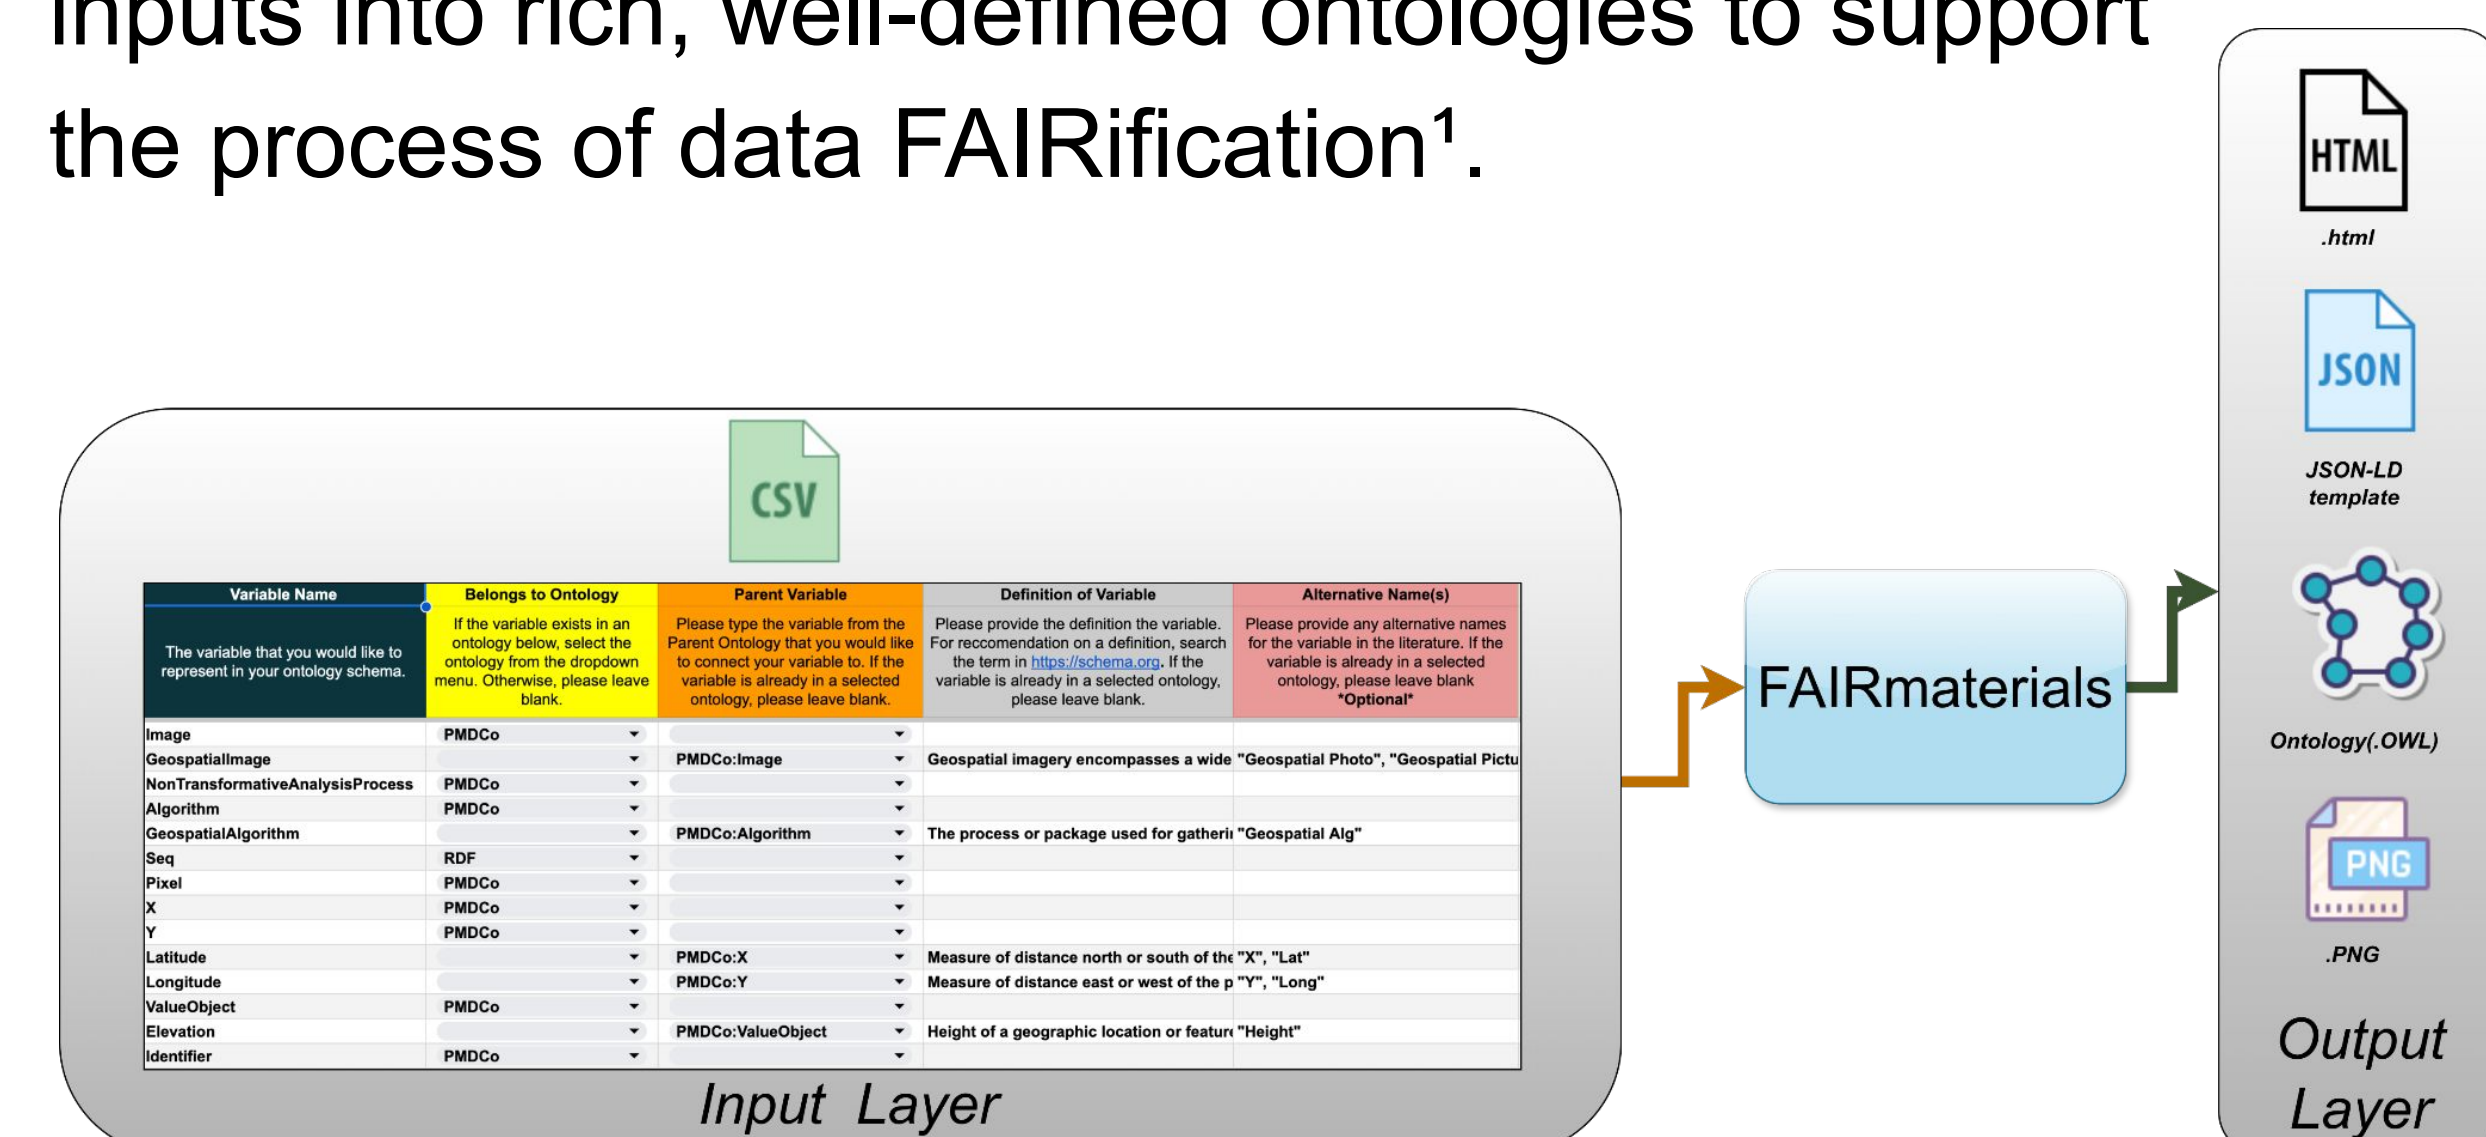 inputs into rich, well-defined ontologies to support
the process of data FAIRification¹.
HTML
.html
JSON
JSON-LD
template
Ontology(.OWL)
PNG
.PNG
Output
Layer
CSV
Variable Name
The variable that you would like to
represent in your ontology schema.
Belongs to Ontology
If the variable exists in an
ontology below, select the
ontology from the dropdown
menu. Otherwise, please leave
blank.
Parent Variable
Please type the variable from the
Parent Ontology that you would like
to connect your variable to. If the
variable is already in a selected
ontology, please leave blank.
Definition of Variable
Please provide the definition the variable.
For reccomendation on a definition, search
the term in https://schema.org. If the
variable is already in a selected ontology,
please leave blank.
Alternative Name(s)
Please provide any alternative names
for the variable in the literature. If the
variable is already in a selected
ontology, please leave blank
*Optional*
Image PMDCo
GeospatialImage PMDCo:Image Geospatial imagery encompasses a wide "Geospatial Photo", "Geospatial Pictu
NonTransformativeAnalysisProcess PMDCo
Algorithm PMDCo
GeospatialAlgorithm PMDCo:Algorithm The process or package used for gatheri "Geospatial Alg"
Seq RDF
Pixel PMDCo
X PMDCo
Y PMDCo
Latitude PMDCo:X Measure of distance north or south of the "X", "Lat"
Longitude PMDCo:Y Measure of distance east or west of the p "Y", "Long"
ValueObject PMDCo
Elevation PMDCo:ValueObject Height of a geographic location or feature "Height"
Identifier PMDCo
Input Layer
FAIRmaterials